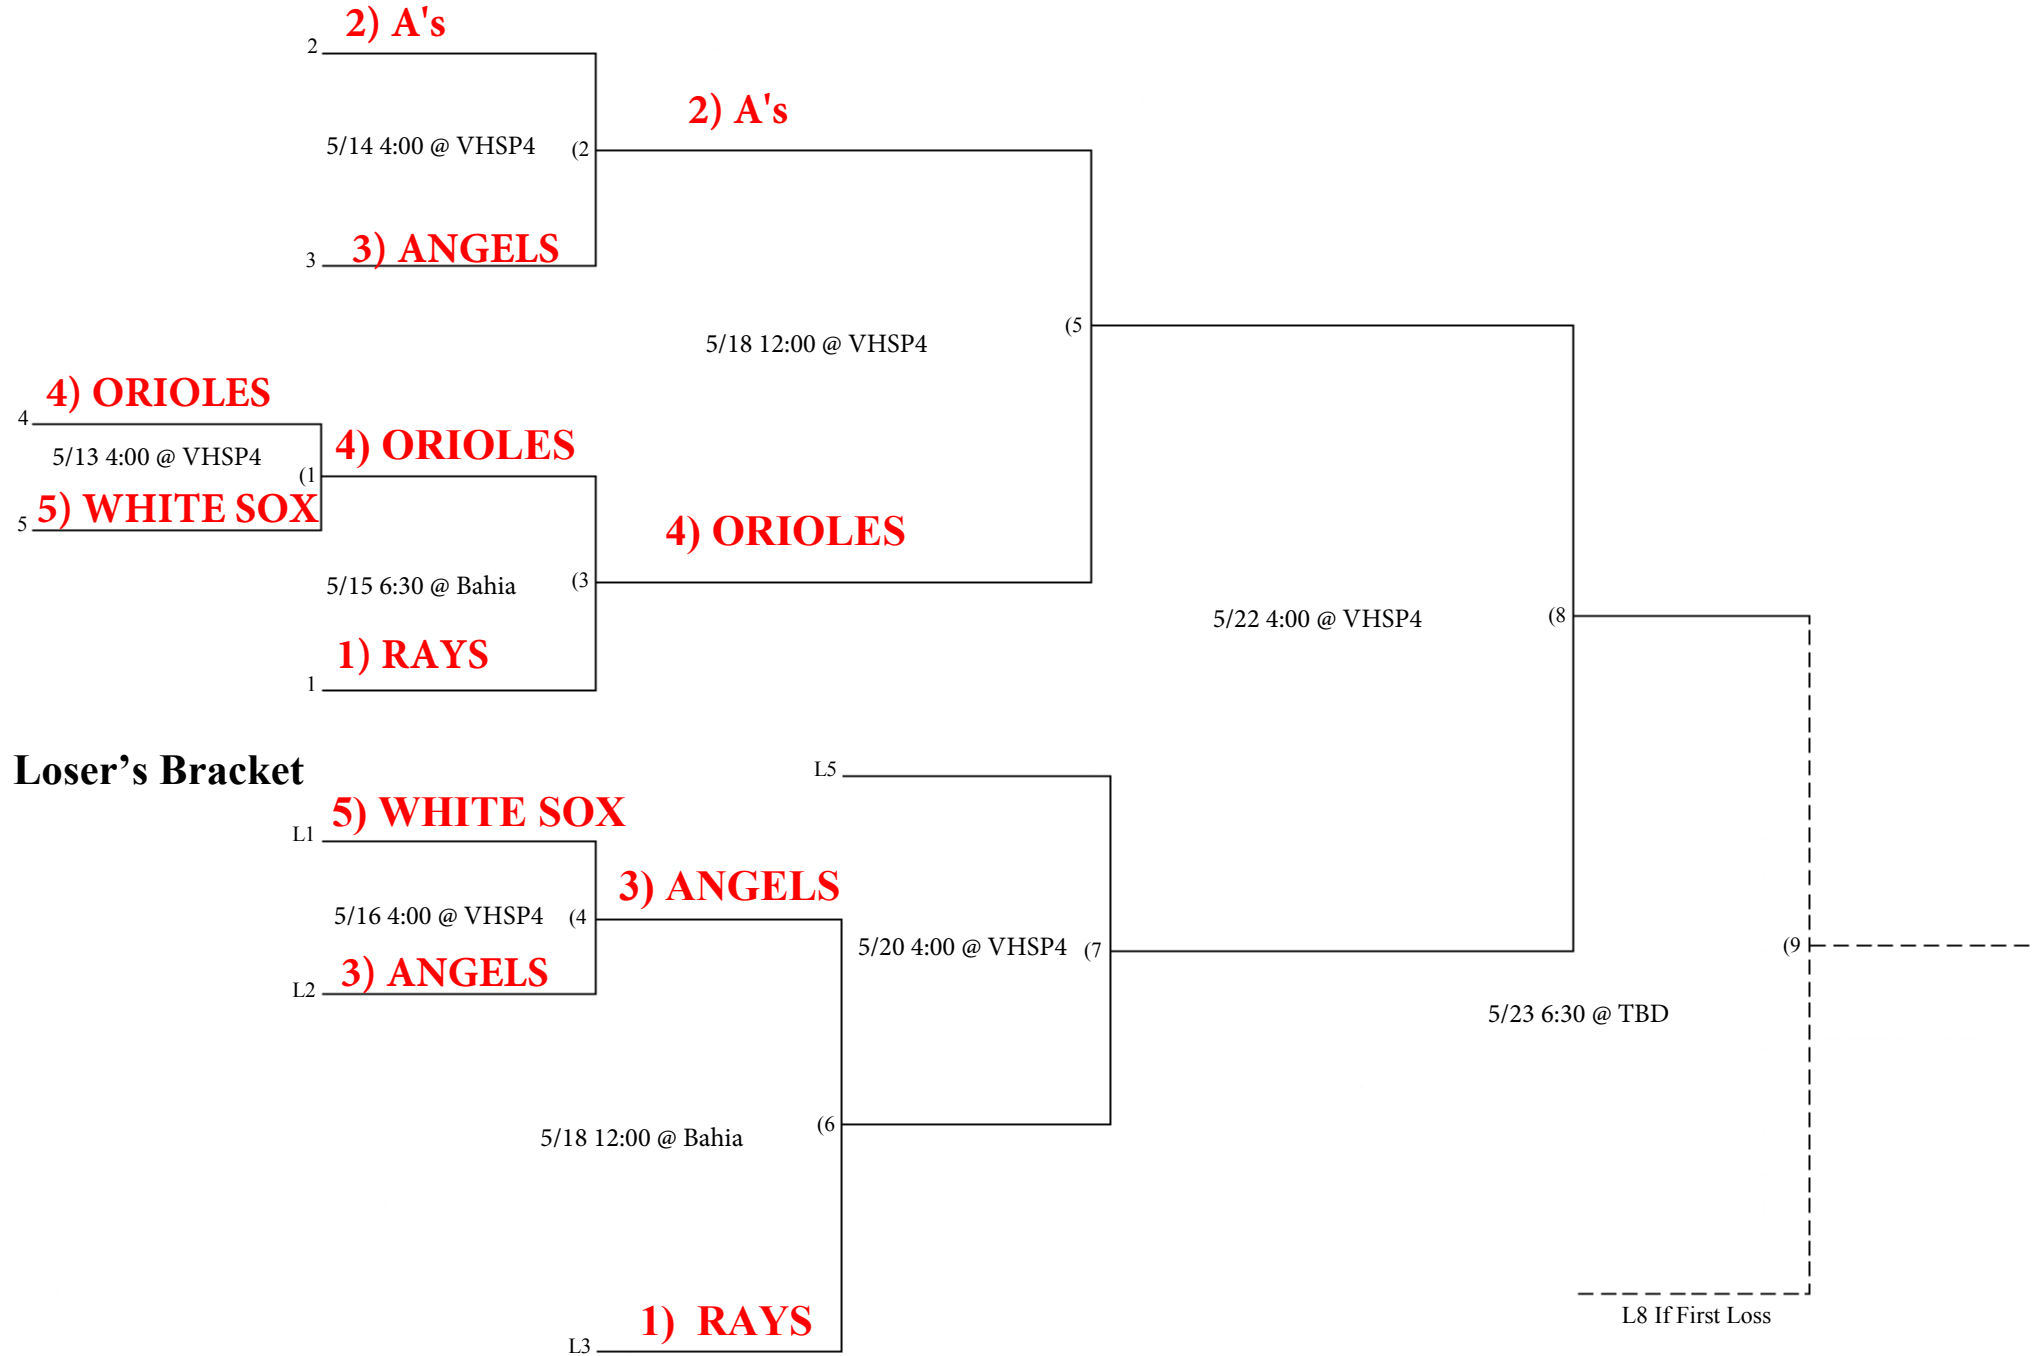 2) A's
2
2) A's
5/14 4:00 @ VHSP4
(2
3) ANGELS
3
(5
5/18 12:00 @ VHSP4
4) ORIOLES
4
4) ORIOLES
5/13 4:00 @ VHSP4
(1
5) WHITE SOX
5
4) ORIOLES
5/15 6:30 @ Bahia
(3
5/22 4:00 @ VHSP4
(8
1) RAYS
1
Loser’s Bracket
L5
5) WHITE SOX
L1
3) ANGELS
5/16 4:00 @ VHSP4
(4
5/20 4:00 @ VHSP4
(7
(9
3) ANGELS
L2
5/23 6:30 @ TBD
5/18 12:00 @ Bahia
(6
L8 If First Loss
1) RAYS
L3